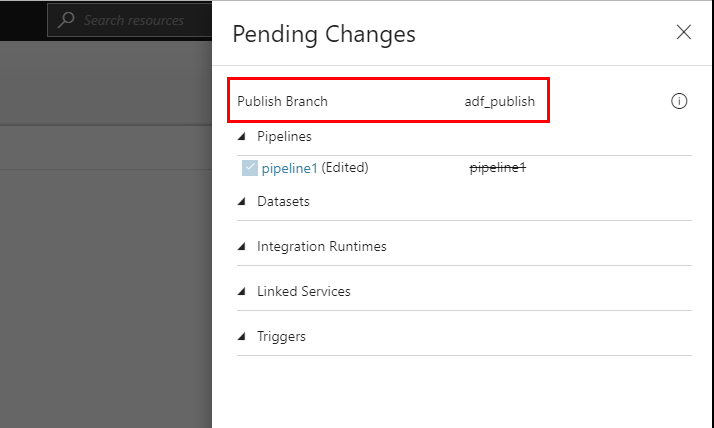 Search resources
Pending Changes
Publish Branch adf_publish
Pipelines
pipeline1 (Edited) pipeline1
Datasets
Integration Runtimes
Linked Services
Triggers